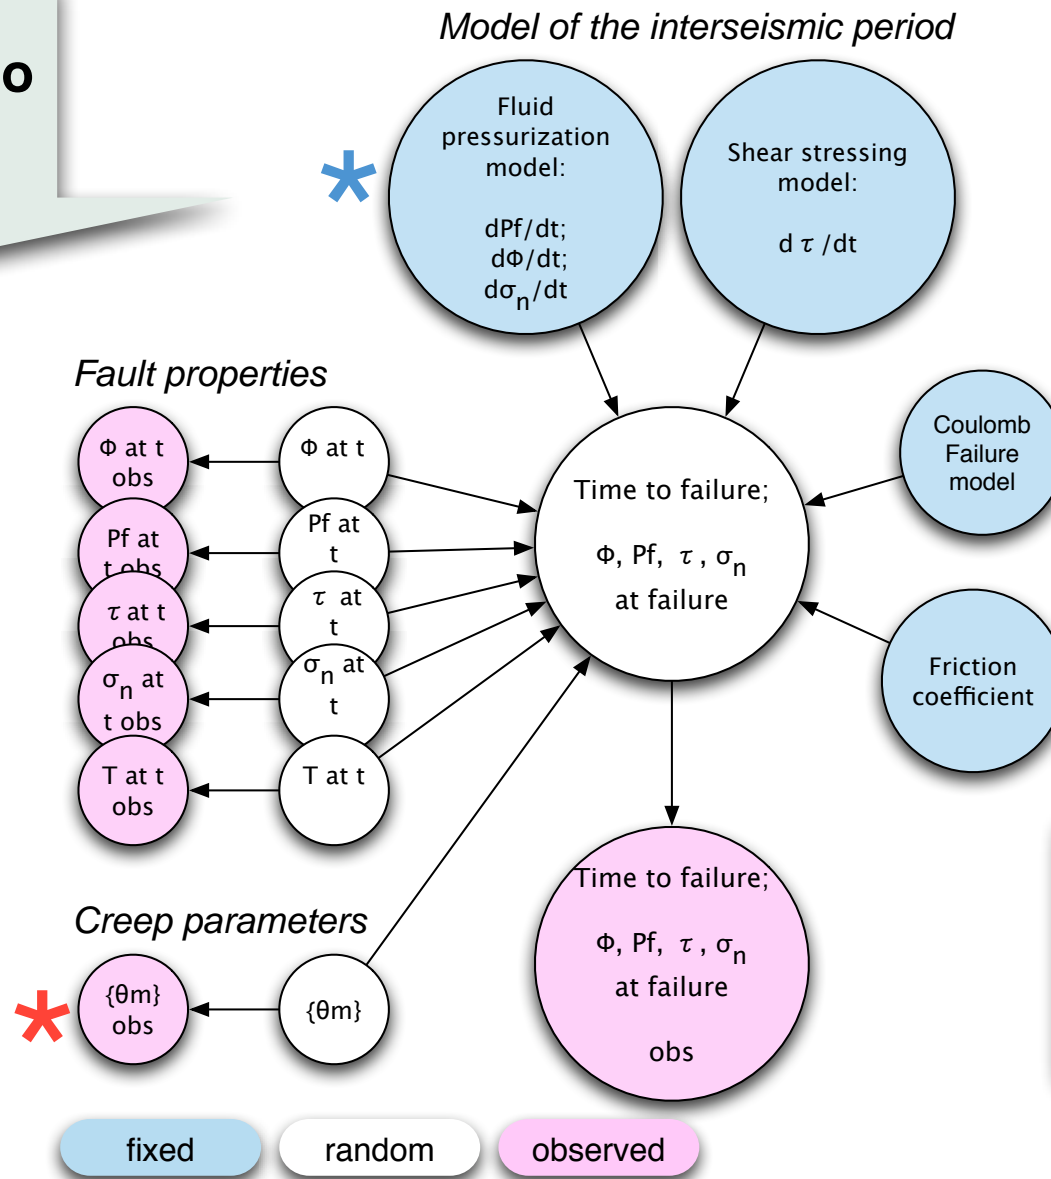 o
Model of the interseismic period
Fluid
pressurization
model:
dPf/dt;
dΦ/dt;
dσn/dt
Shear stressing
model:
d τ /dt
*
Fault properties
Φ at t
obs
Φ at t
Pf at
t obs
Pf at
t
τ at t
obs
τ at
t
σn at
t obs
σn at
t
T at t
obs
T at t
Time to failure;
Φ, Pf, τ , σn
at failure
Coulomb
Failure
model
Friction
coefficient
Creep parameters
*
{θm}
obs
{θm}
Time to failure;
Φ, Pf, τ , σn
at failure
obs
fixed
random
observed